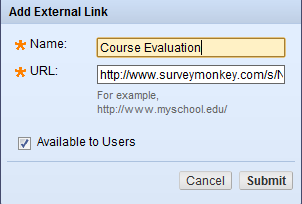 Add External Link
* Name: Course Evaluation
* URL: http://www.surveymonkey.com/s/N
For example,
http://www.myschool.edu/
Available to Users
Cancel Submit